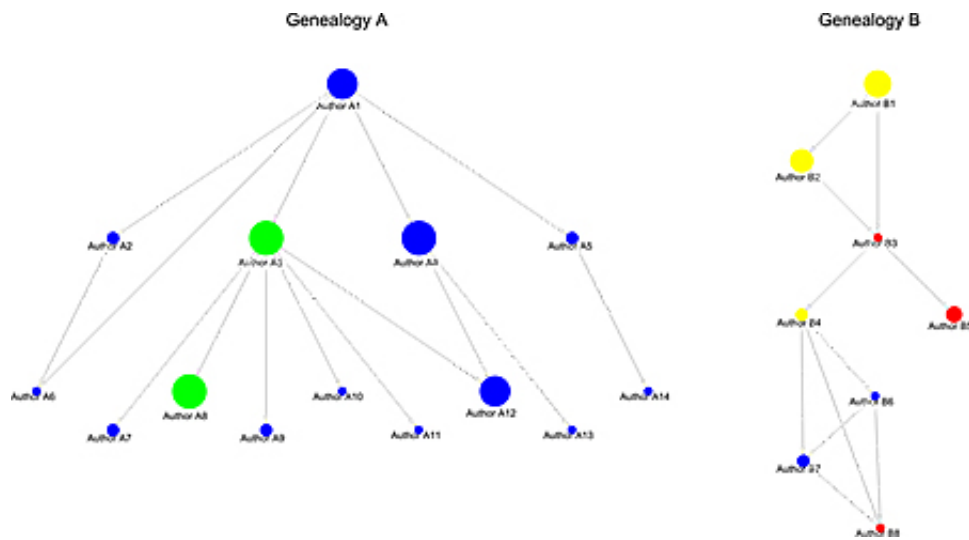 Genealogy A
Genealogy B
Author A1
Author B1
Author B2
Author A2
Author A3
Author A4
Author A5
Author B3
Author B4
Author B5
Author A6
Author A8
Author A10
Author A12
Author A14
Author B6
Author A7
Author A9
Author A11
Author A13
Author B7
Author B8